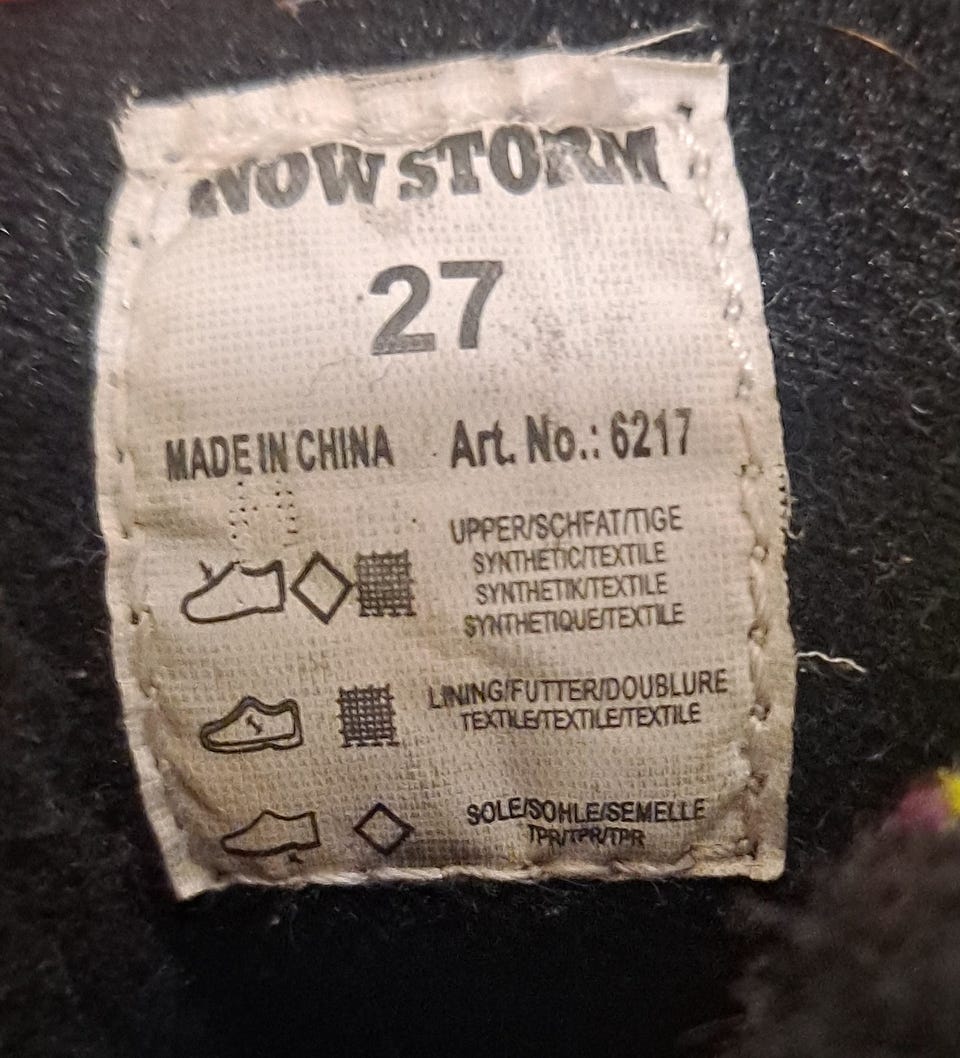 NOW STORM
27
MADE IN CHINA Art. No.: 6217
UPPER/SCHFAT/TIGE
SYNTHETIC/TEXTILE
SYNTHETIK/TEXTILE
SYNTHETIQUE/TEXTILE
LINING/FUTTER/DOUBLURE
TEXTILE/TEXTILE/TEXTILE
SOLE/SOHLE/SEMELLE
TPR/TPR/TPR